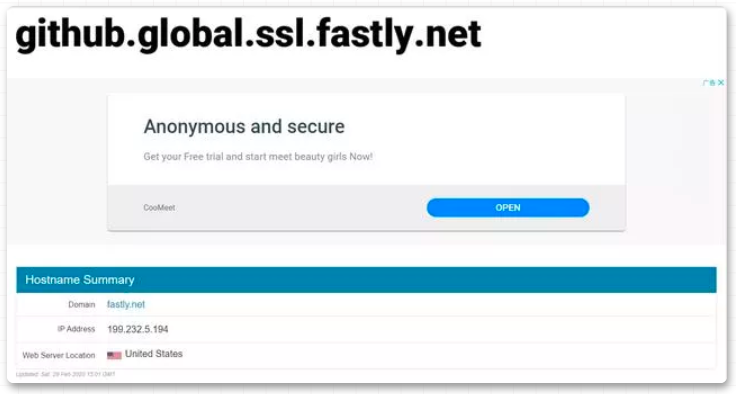 github.global.ssl.fastly.net
广告 ✕
Anonymous and secure
Get your Free trial and start meet beauty girls Now!
CooMeet
OPEN
Hostname Summary
Domain fastly.net
IP Address 199.232.5.194
Web Server Location United States
Updated: Sat, 29 Feb 2020 15:01 GMT